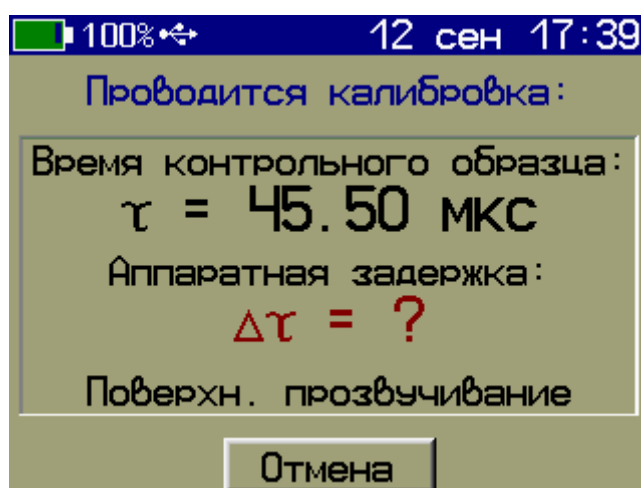 100% 12 сен 17:39
Проводится калибровка:
Время контрольного образца:
τ = 45.50 мкс
Аппаратная задержка:
Δτ = ?
Поверхн. прозвучивание
Отмена